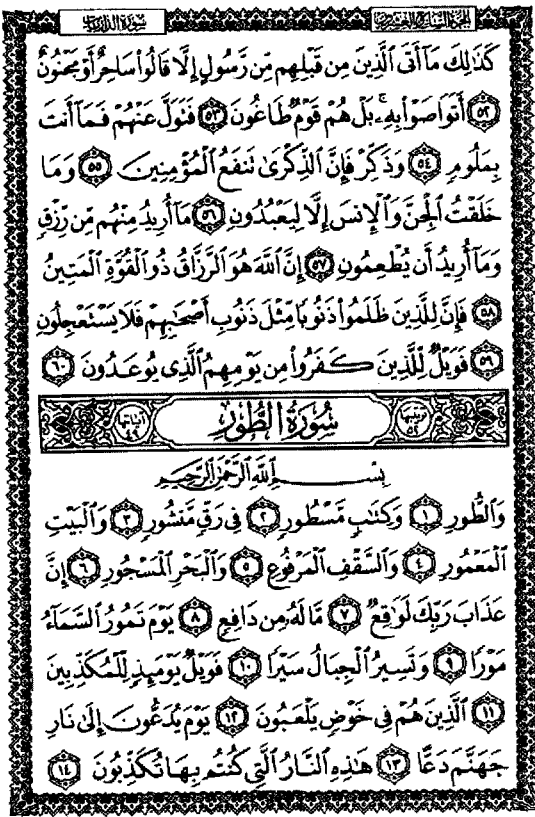 سورة الذاريات
الجزء السابع والعشرون
كَذَٰلِكَ مَآ أَتَى ٱلَّذِينَ مِن قَبْلِهِم مِّن رَّسُولٍ إِلَّا قَالُوا۟ سَاحِرٌ أَوْ مَجْنُونٌ
٥٢ أَتَوَاصَوْا۟ بِهِۦ ۚ بَلْ هُمْ قَوْمٌ طَاغُونَ ٥٣ فَتَوَلَّ عَنْهُمْ فَمَآ أَنتَ
بِمَلُومٍ ٥٤ وَذَكِّرْ فَإِنَّ ٱلذِّكْرَىٰ تَنفَعُ ٱلْمُؤْمِنِينَ ٥٥ وَمَا
خَلَقْتُ ٱلْجِنَّ وَٱلْإِنسَ إِلَّا لِيَعْبُدُونِ ٥٦ مَآ أُرِيدُ مِنْهُم مِّن رِّزْقٍ
وَمَآ أُرِيدُ أَن يُطْعِمُونِ ٥٧ إِنَّ ٱللَّهَ هُوَ ٱلرَّزَّاقُ ذُو ٱلْقُوَّةِ ٱلْمَتِينُ
٥٨ فَإِنَّ لِلَّذِينَ ظَلَمُوا۟ ذَنُوبًا مِّثْلَ ذَنُوبِ أَصْحَٰبِهِمْ فَلَا يَسْتَعْجِلُونِ
٥٩ فَوَيْلٌ لِّلَّذِينَ كَفَرُوا۟ مِن يَوْمِهِمُ ٱلَّذِى يُوعَدُونَ ٦٠
ترتيبها ٥٢ سُورَةُ الطُّورِ آياتها ٤٩
بِسْمِ ٱللَّهِ ٱلرَّحْمَٰنِ ٱلرَّحِيمِ
وَٱلطُّورِ ١ وَكِتَٰبٍ مَّسْطُورٍ ٢ فِى رَقٍّ مَّنشُورٍ ٣ وَٱلْبَيْتِ
ٱلْمَعْمُورِ ٤ وَٱلسَّقْفِ ٱلْمَرْفُوعِ ٥ وَٱلْبَحْرِ ٱلْمَسْجُورِ ٦ إِنَّ
عَذَابَ رَبِّكَ لَوَٰقِعٌ ٧ مَّا لَهُۥ مِن دَافِعٍ ٨ يَوْمَ تَمُورُ ٱلسَّمَآءُ
مَوْرًا ٩ وَتَسِيرُ ٱلْجِبَالُ سَيْرًا ١٠ فَوَيْلٌ يَوْمَئِذٍ لِّلْمُكَذِّبِينَ
١١ ٱلَّذِينَ هُمْ فِى خَوْضٍ يَلْعَبُونَ ١٢ يَوْمَ يُدَعُّونَ إِلَىٰ نَارِ
جَهَنَّمَ دَعًّا ١٣ هَٰذِهِ ٱلنَّارُ ٱلَّتِى كُنتُم بِهَا تُكَذِّبُونَ ١٤